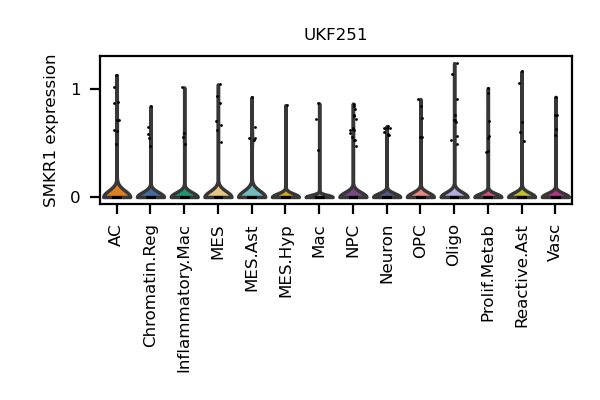 UKF251
SMKR1 expression
1
0
AC
Chromatin.Reg
Inflammatory.Mac
MES
MES.Ast
MES.Hyp
Mac
NPC
Neuron
OPC
Oligo
Prolif.Metab
Reactive.Ast
Vasc